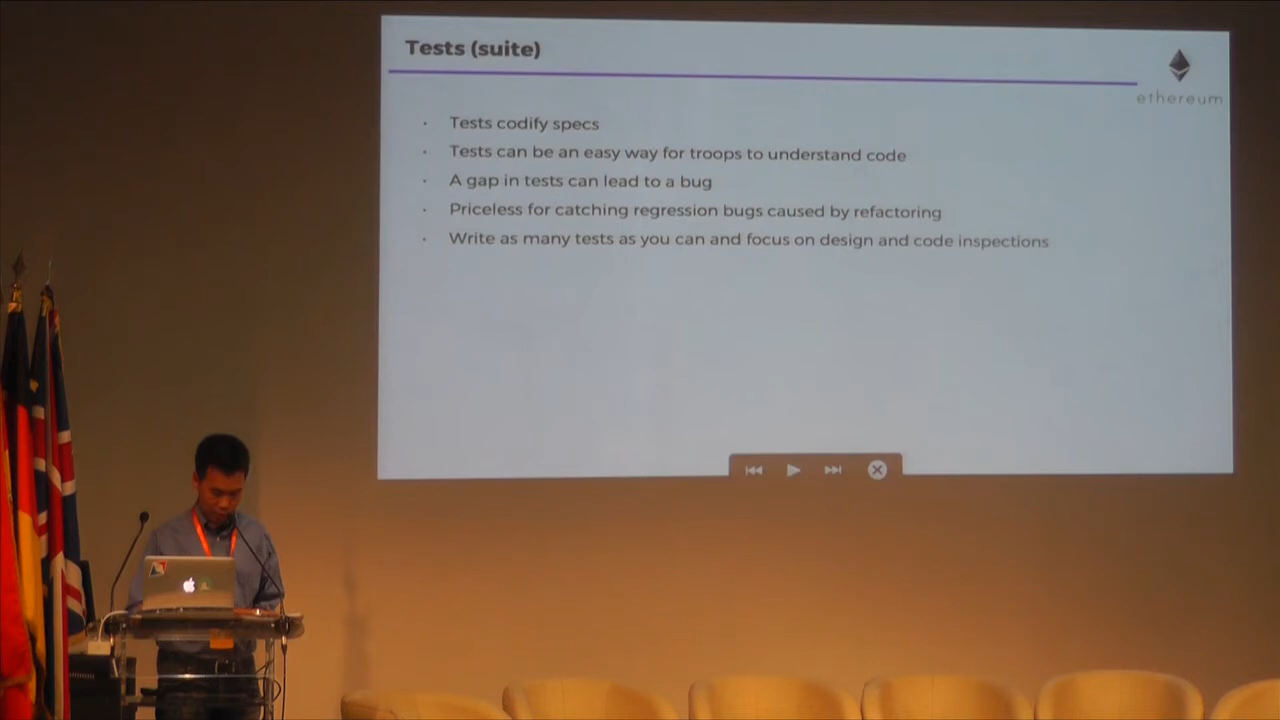 Tests (suite)
ethereum
· Tests codify specs
· Tests can be an easy way for troops to understand code
· A gap in tests can lead to a bug
· Priceless for catching regression bugs caused by refactoring
· Write as many tests as you can and focus on design and code inspections